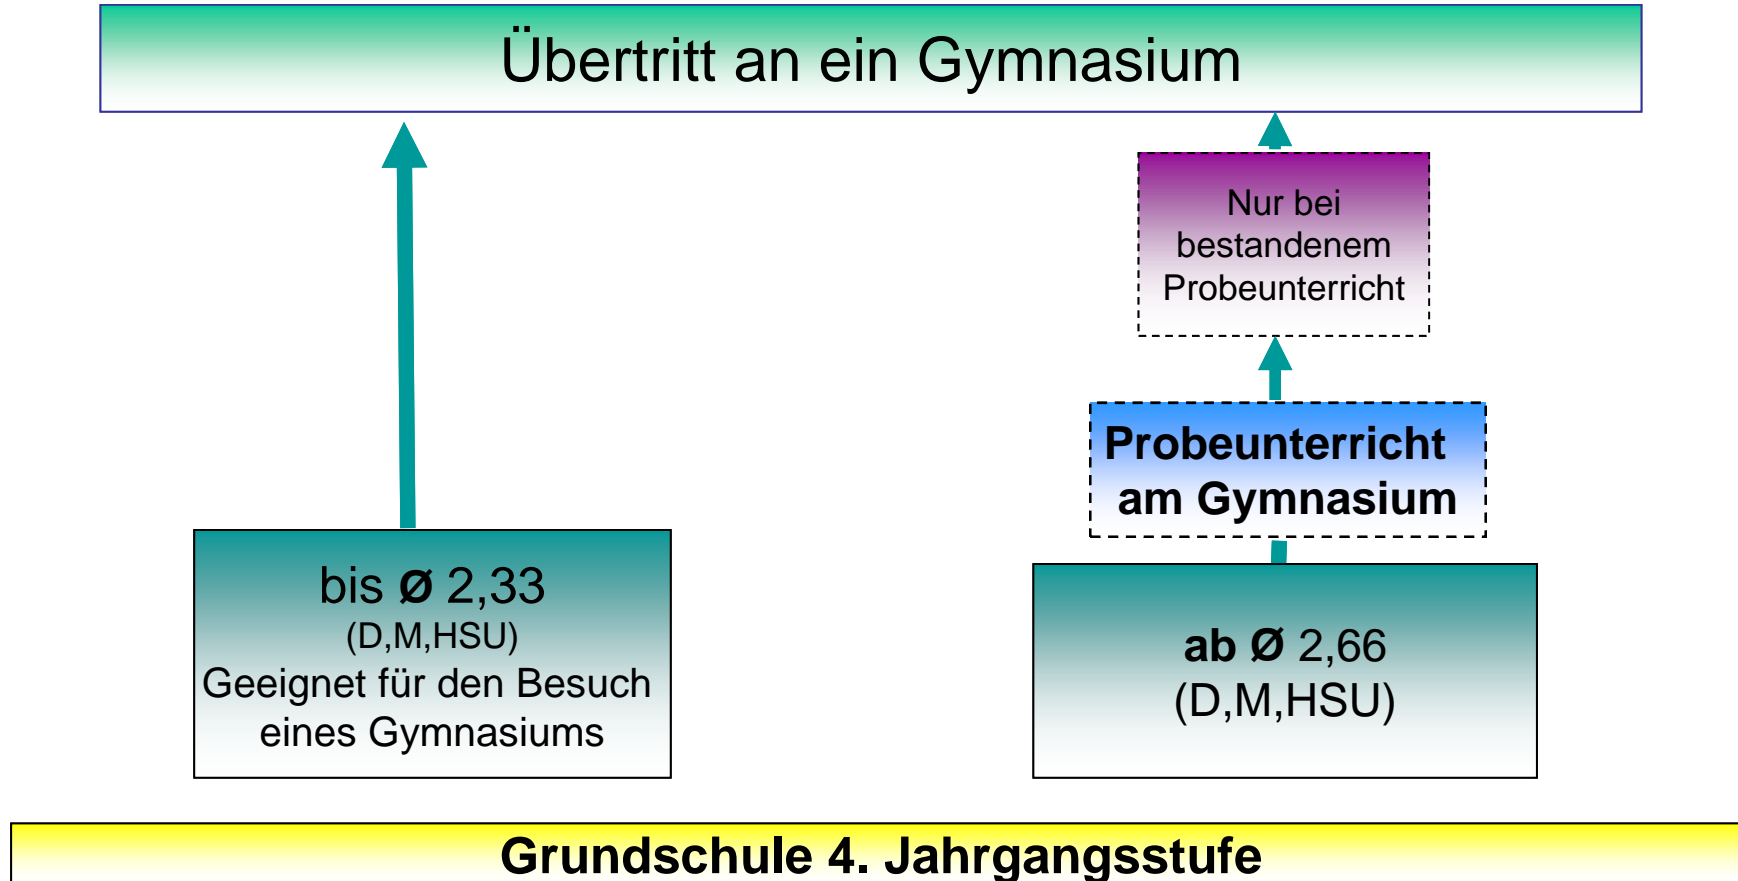 Übertritt an ein Gymnasium
Nur bei
bestandenem
Probeunterricht
Probeunterricht
am Gymnasium
bis Ø 2,33
(D,M,HSU)
Geeignet für den Besuch
eines Gymnasiums
ab Ø 2,66
(D,M,HSU)
Grundschule 4. Jahrgangsstufe